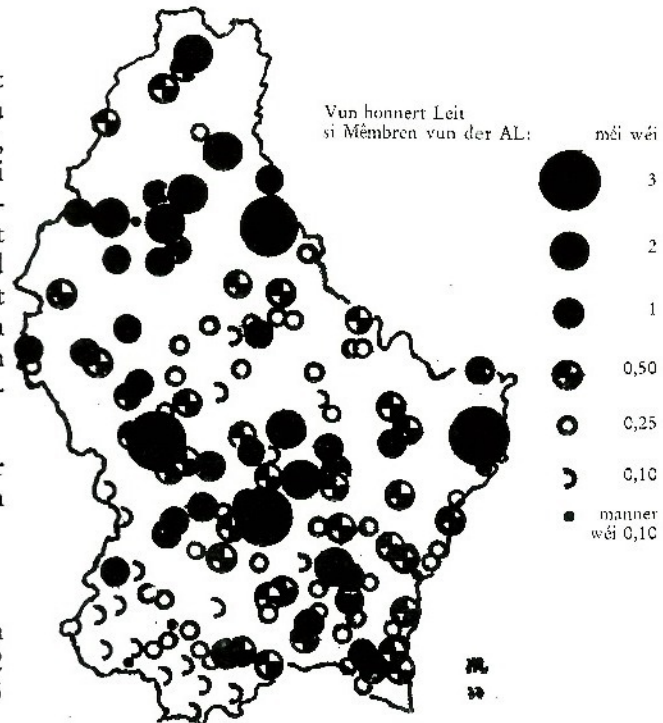 Vun honnert Leit
si Mêmbren vun der AL:
méi wéi
3
2
1
0,50
0,25
0,10
manner
wéi 0,10